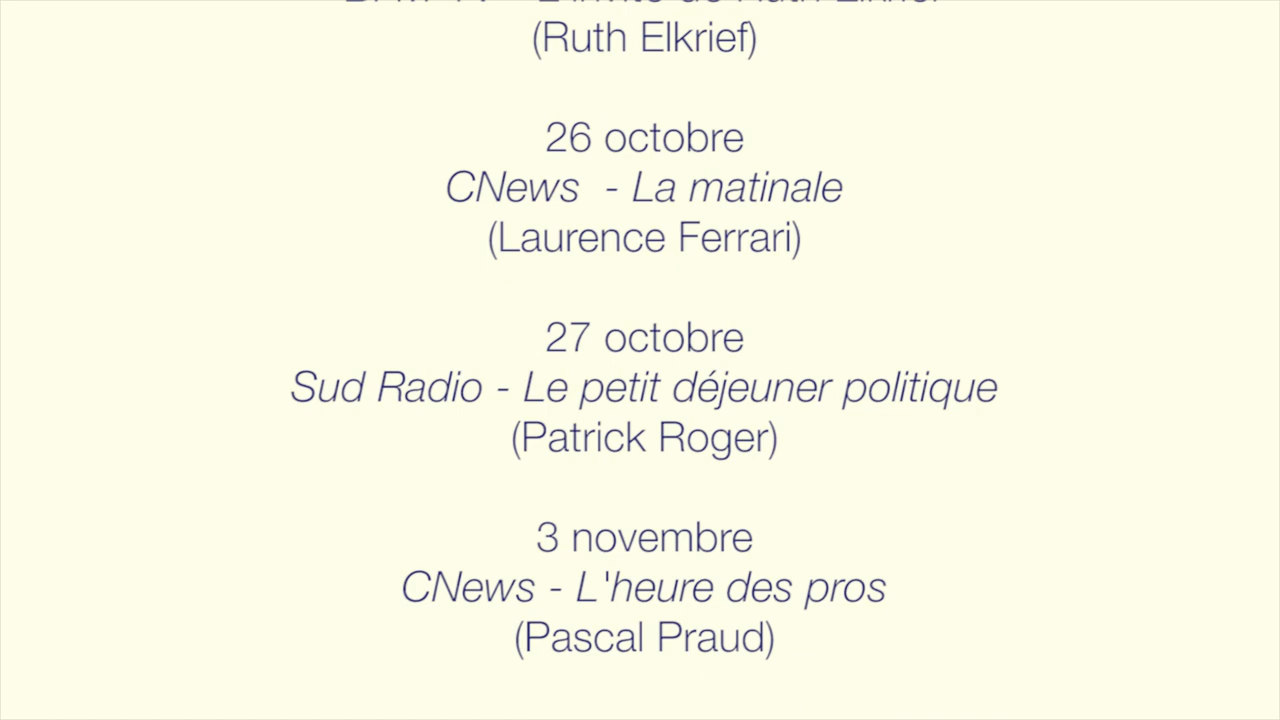 (Ruth Elkrief)
26 octobre
CNews - La matinale
(Laurence Ferrari)
27 octobre
Sud Radio - Le petit déjeuner politique
(Patrick Roger)
3 novembre
CNews - L'heure des pros
(Pascal Praud)